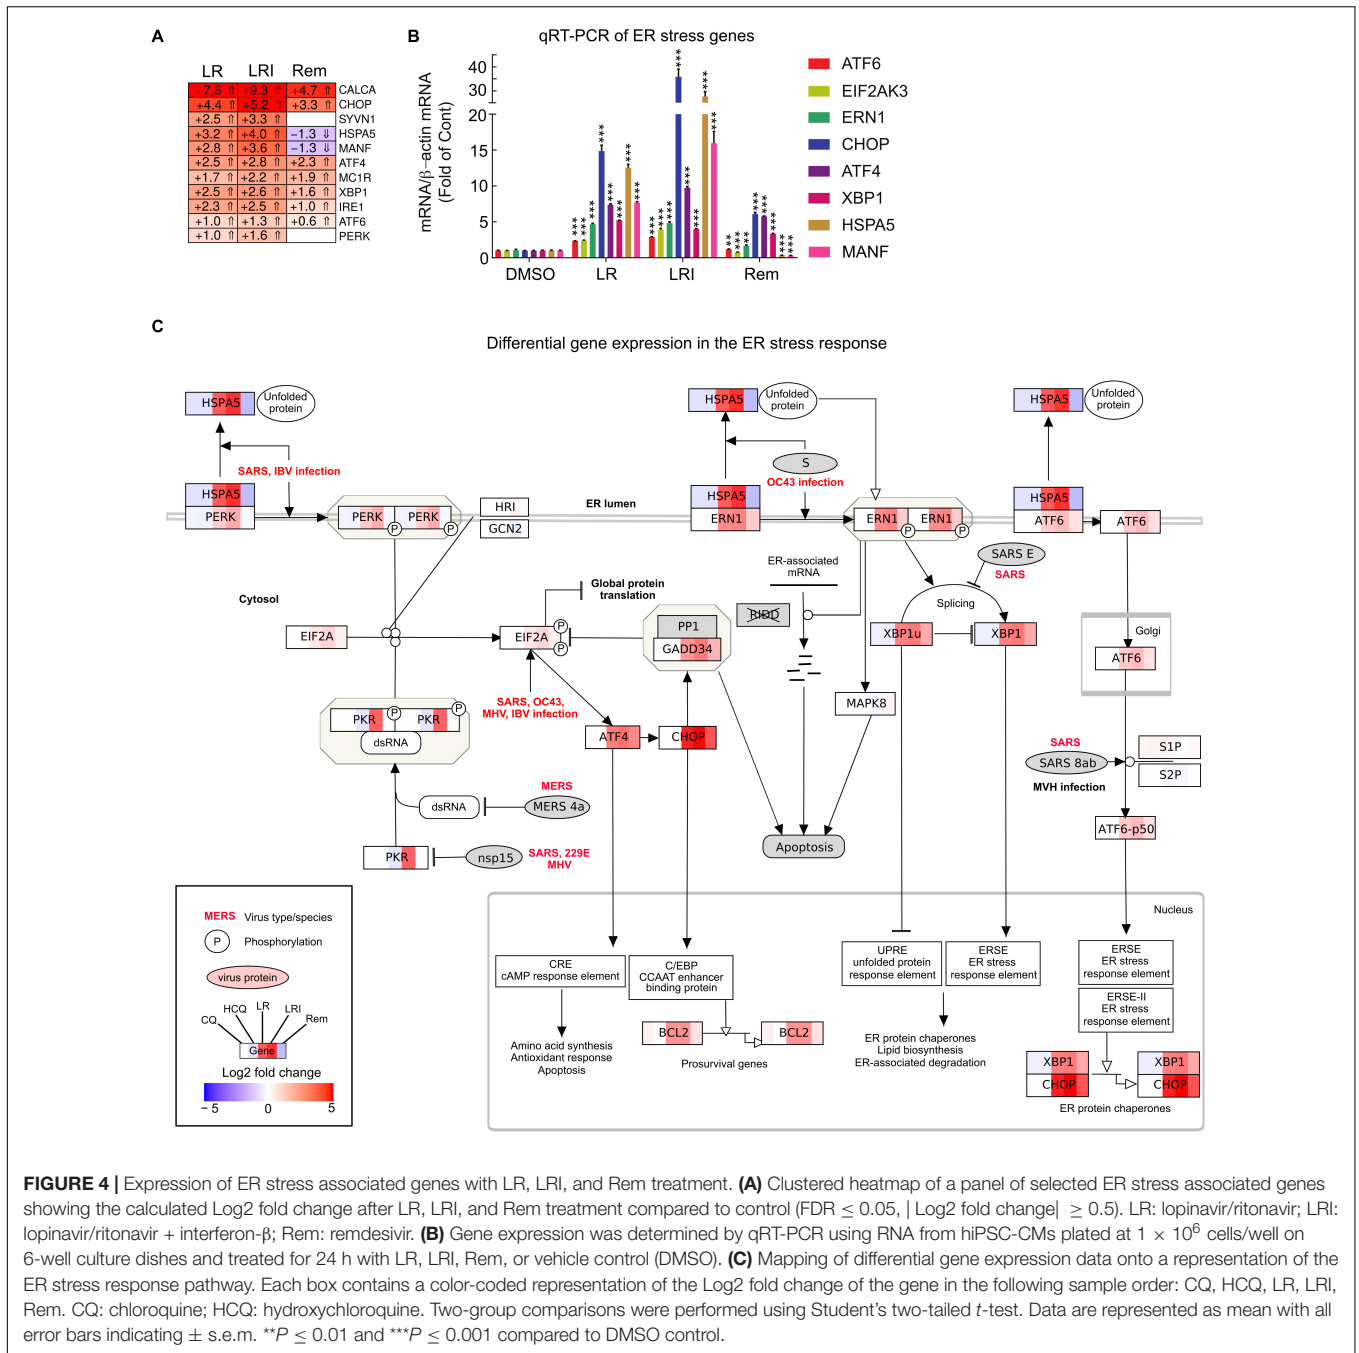 A
LR LRI Rem
+7.6 ⇑ +9.3 ⇑ +4.7 ⇑ CALCA
+4.4 ⇑ +5.2 ⇑ +3.3 ⇑ CHOP
+2.5 ⇑ +3.3 ⇑ SYVN1
+3.2 ⇑ +4.0 ⇑ −1.3 ⇓ HSPA5
+2.8 ⇑ +3.6 ⇑ −1.3 ⇓ MANF
+2.5 ⇑ +2.8 ⇑ +2.3 ⇑ ATF4
+1.7 ⇑ +2.2 ⇑ +1.9 ⇑ MC1R
+2.5 ⇑ +2.6 ⇑ +1.6 ⇑ XBP1
+2.3 ⇑ +2.5 ⇑ +1.0 ⇑ IRE1
+1.0 ⇑ +1.3 ⇑ +0.6 ⇑ ATF6
+1.0 ⇑ +1.6 ⇑ PERK
B
qRT-PCR of ER stress genes
mRNA/β-actin mRNA
(Fold of Cont)
40
30
20
15
10
5
0
DMSO LR LRI Rem
ATF6
EIF2AK3
ERN1
CHOP
ATF4
XBP1
HSPA5
MANF
C
Differential gene expression in the ER stress response
HSPA5
Unfolded
protein
HSPA5
Unfolded
protein
HSPA5
Unfolded
protein
SARS, IBV infection
S
OC43 infection
HSPA5
PERK
PERK PERK
P P
HRI
GCN2
ER lumen
HSPA5
ERN1
ERN1 ERN1
P P
HSPA5
ATF6
ATF6
SARS E
SARS
ER-associated
mRNA
RIDD
Splicing
XBP1u
XBP1
Cytosol
Global protein
translation
EIF2A
EIF2A
P
P
PP1
GADD34
Golgi
ATF6
SARS, OC43,
MHV, IBV infection
MAPK8
PKR PKR
P P
dsRNA
ATF4
CHOP
SARS
SARS 8ab
MVH infection
S1P
S2P
MERS
dsRNA
MERS 4a
ATF6-p50
PKR
nsp15
SARS, 229E
MHV
Apoptosis
Nucleus
CRE
cAMP response element
C/EBP
CCAAT enhancer
binding protein
UPRE
unfolded protein
response element
ERSE
ER stress
response element
ERSE
ER stress
response element
ERSE-II
ER stress
response element
Amino acid synthesis
Antioxidant response
Apoptosis
BCL2
BCL2
Prosurvival genes
ER protein chaperones
Lipid biosynthesis
ER-associated degradation
XBP1
CHOP
XBP1
CHOP
ER protein chaperones
MERS Virus type/species
P Phosphorylation
virus protein
CQ HCQ LR LRI Rem
Gene
Log2 fold change
− 5 0 5
FIGURE 4 | Expression of ER stress associated genes with LR, LRI, and Rem treatment. (A) Clustered heatmap of a panel of selected ER stress associated genes
showing the calculated Log2 fold change after LR, LRI, and Rem treatment compared to control (FDR ≤ 0.05, | Log2 fold change| ≥ 0.5). LR: lopinavir/ritonavir; LRI:
lopinavir/ritonavir + interferon-β; Rem: remdesivir. (B) Gene expression was determined by qRT-PCR using RNA from hiPSC-CMs plated at 1 × 10⁶ cells/well on
6-well culture dishes and treated for 24 h with LR, LRI, Rem, or vehicle control (DMSO). (C) Mapping of differential gene expression data onto a representation of the
ER stress response pathway. Each box contains a color-coded representation of the Log2 fold change of the gene in the following sample order: CQ, HCQ, LR, LRI,
Rem. CQ: chloroquine; HCQ: hydroxychloroquine. Two-group comparisons were performed using Student's two-tailed t-test. Data are represented as mean with all
error bars indicating ± s.e.m. **P ≤ 0.01 and ***P ≤ 0.001 compared to DMSO control.